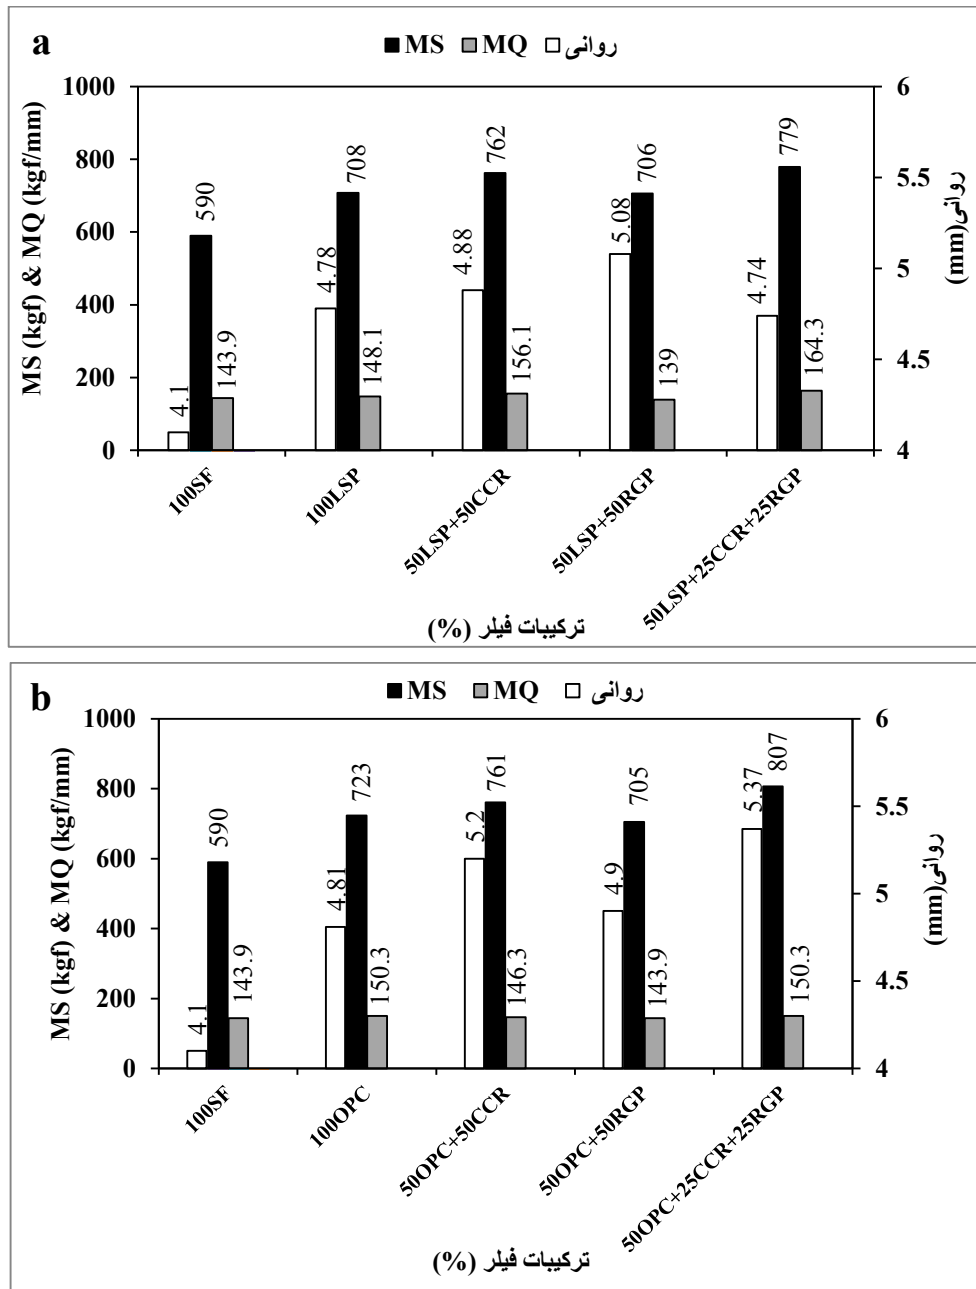 a
MS MQ روانی
MS (kgf) & MQ (kgf/mm)
روانی(mm)
1000
800
600
400
200
0
6
5.5
5
4.5
4
4.1 590 143.9
4.78 708 148.1
4.88 762 156.1
5.08 706 139
4.74 779 164.3
100SF
100LSP
50LSP+50CCR
50LSP+50RGP
50LSP+25CCR+25RGP
ترکیبات فیلر (%)
b
MS MQ روانی
MS (kgf) & MQ (kgf/mm)
روانی(mm)
1000
800
600
400
200
0
6
5.5
5
4.5
4
4.1 590 143.9
4.81 723 150.3
5.2 761 146.3
4.9 705 143.9
5.37 807 150.3
100SF
100OPC
50OPC+50CCR
50OPC+50RGP
50OPC+25CCR+25RGP
ترکیبات فیلر (%)